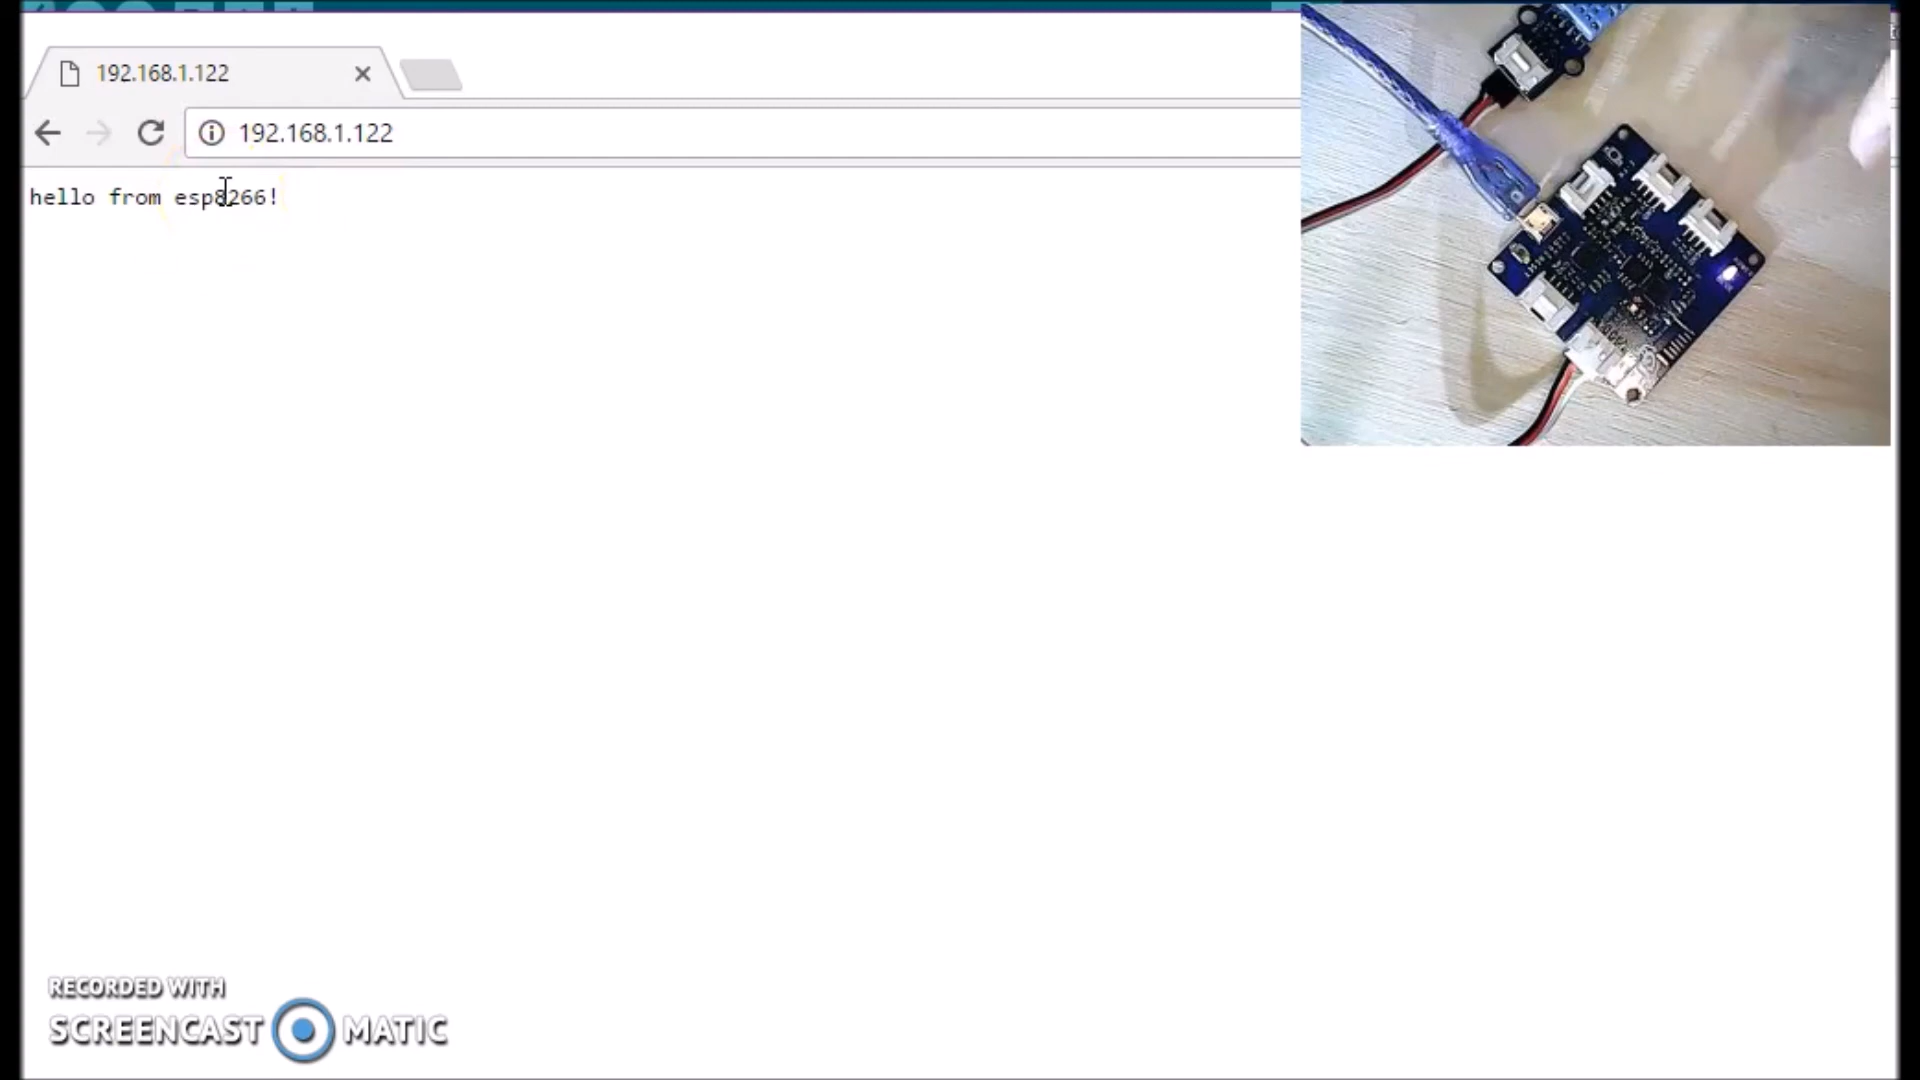 192.168.1.122
192.168.1.122
hello from esp8266!
RECORDED WITH
SCREENCAST MATIC